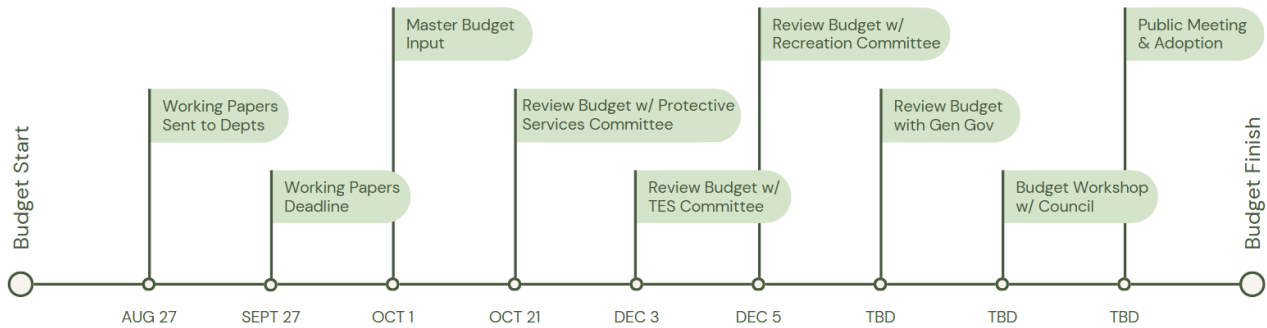 Budget Start
Working Papers
Sent to Depts
AUG 27
Working Papers
Deadline
SEPT 27
Master Budget
Input
OCT 1
Review Budget w/ Protective
Services Committee
OCT 21
Review Budget w/
TES Committee
DEC 3
Review Budget w/
Recreation Committee
DEC 5
Review Budget
with Gen Gov
TBD
Budget Workshop
w/ Council
TBD
Public Meeting
& Adoption
TBD
Budget Finish